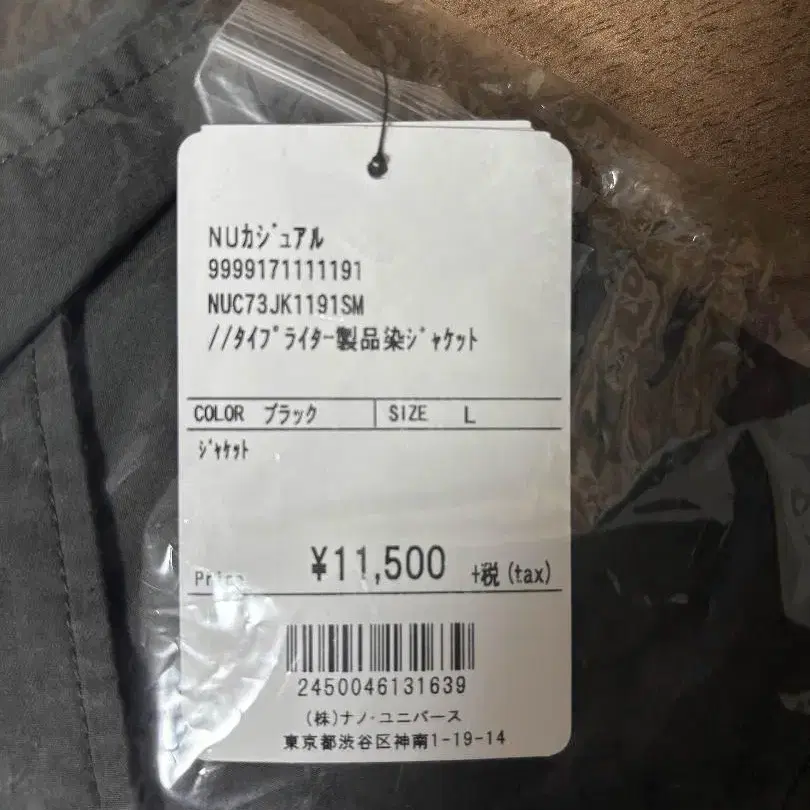 NUｶｼﾞｭｱﾙ
9999171111191
NUC73JK1191SM
//ﾀｲﾌﾟﾗｲﾀｰ製品染ｼﾞｬｹｯﾄ
COLOR ブラック SIZE L
ｼﾞｬｹｯﾄ
Price ¥11,500 +税(tax)
2450046131639
(株)ナノ・ユニバース
東京都渋谷区神南1-19-14